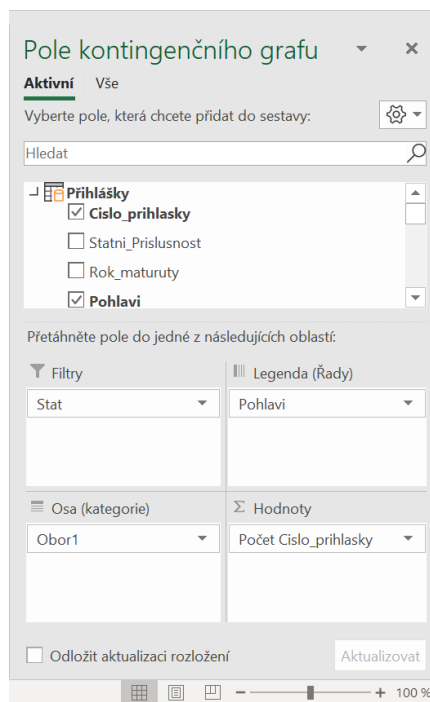 Pole kontingenčního grafu
Aktivní Vše
Vyberte pole, která chcete přidat do sestavy:
Hledat
Přihlášky
Cislo_prihlasky
Statni_Prislusnost
Rok_maturuty
Pohlavi
Přetáhněte pole do jedné z následujících oblastí:
Filtry
Stat
Legenda (Řady)
Pohlavi
Osa (kategorie)
Obor1
Σ Hodnoty
Počet Cislo_prihlasky
Odložit aktualizaci rozložení
Aktualizovat
100 %